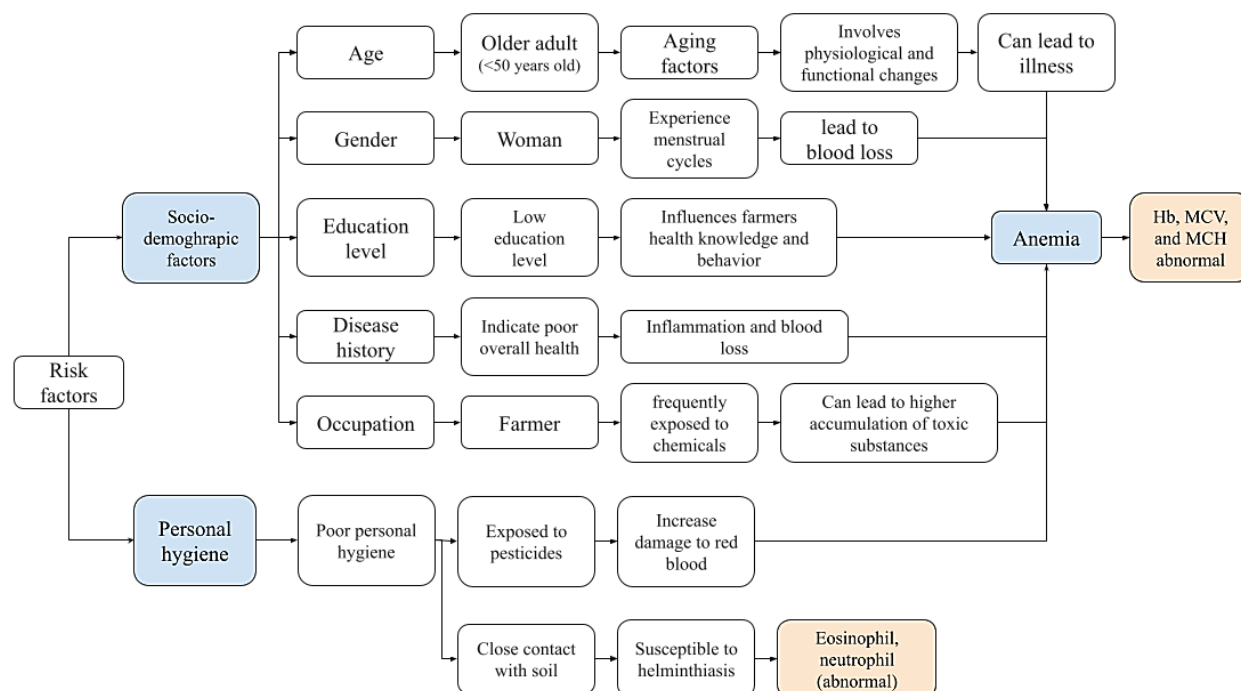 Age
Older adult
(<50 years old)
Aging
factors
Involves
physiological and
functional changes
Can lead to
illness
Gender
Woman
Experience
menstrual
cycles
lead to
blood loss
Socio-
demoghrapic
factors
Education
level
Low
education
level
Influences farmers
health knowledge and
behavior
Anemia
Hb, MCV,
and MCH
abnormal
Disease
history
Indicate poor
overall health
Inflammation and blood
loss
Risk
factors
Occupation
Farmer
frequently
exposed to
chemicals
Can lead to higher
accumulation of toxic
substances
Personal
hygiene
Poor personal
hygiene
Exposed to
pesticides
Increase
damage to red
blood
Close contact
with soil
Susceptible to
helminthiasis
Eosinophil,
neutrophil
(abnormal)